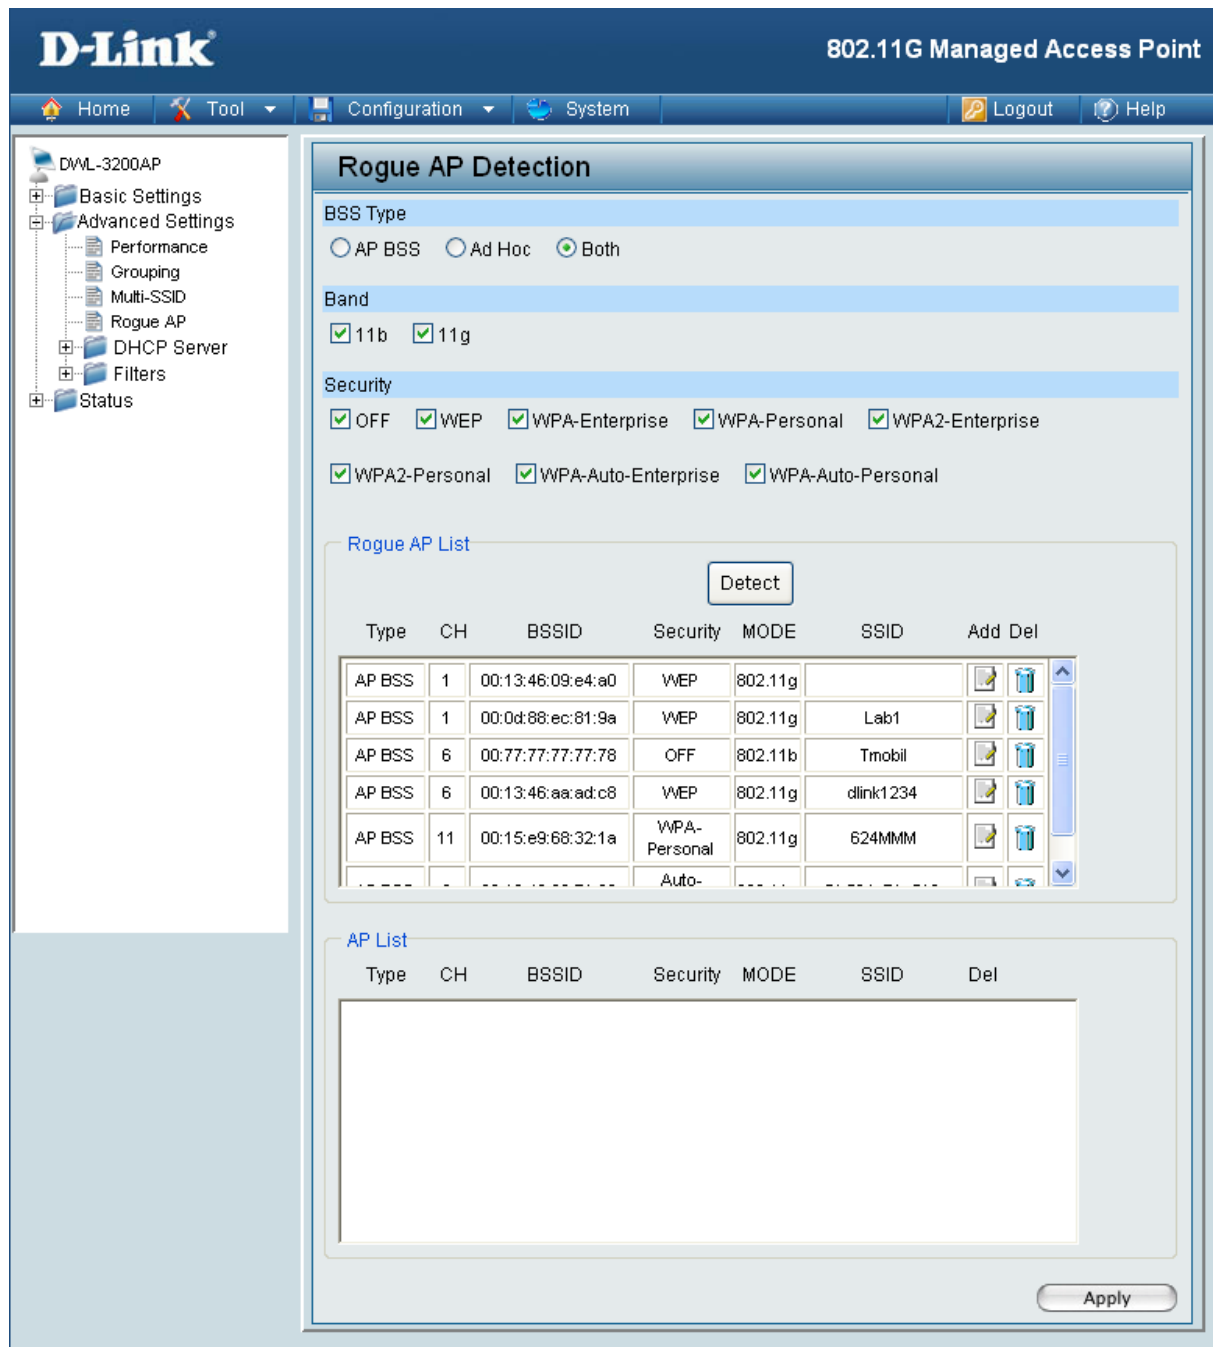 D-Link
802.11G Managed Access Point
Home Tool Configuration System Logout Help
DWL-3200AP
Basic Settings
Advanced Settings
Performance
Grouping
Multi-SSID
Rogue AP
DHCP Server
Filters
Status
Rogue AP Detection
BSS Type
AP BSS Ad Hoc Both
Band
11b 11g
Security
OFF WEP WPA-Enterprise WPA-Personal WPA2-Enterprise
WPA2-Personal WPA-Auto-Enterprise WPA-Auto-Personal
Rogue AP List
Detect
Type CH BSSID Security MODE SSID Add Del
AP BSS 1 00:13:46:09:e4:a0 WEP 802.11g
AP BSS 1 00:0d:88:ec:81:9a WEP 802.11g Lab1
AP BSS 6 00:77:77:77:77:78 OFF 802.11b Tmobil
AP BSS 6 00:13:46:aa:ad:c8 WEP 802.11g dlink1234
AP BSS 11 00:15:e9:68:32:1a WPA-Personal 802.11g 624MMM
Auto-
AP List
Type CH BSSID Security MODE SSID Del
Apply